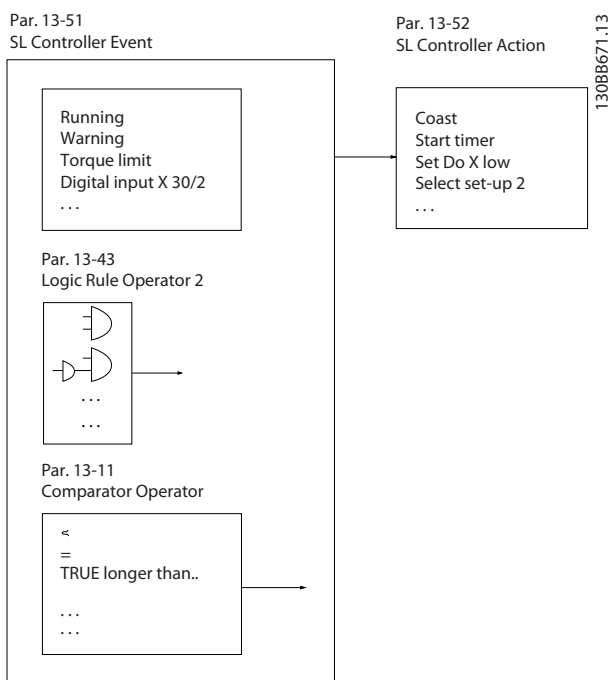 Par. 13-51
SL Controller Event
Par. 13-52
SL Controller Action
130BB671.13
Running
Warning
Torque limit
Digital input X 30/2
. . .
Coast
Start timer
Set Do X low
Select set-up 2
. . .
Par. 13-43
Logic Rule Operator 2
. . .
. . .
Par. 13-11
Comparator Operator
<
=
TRUE longer than..
. . .
. . .